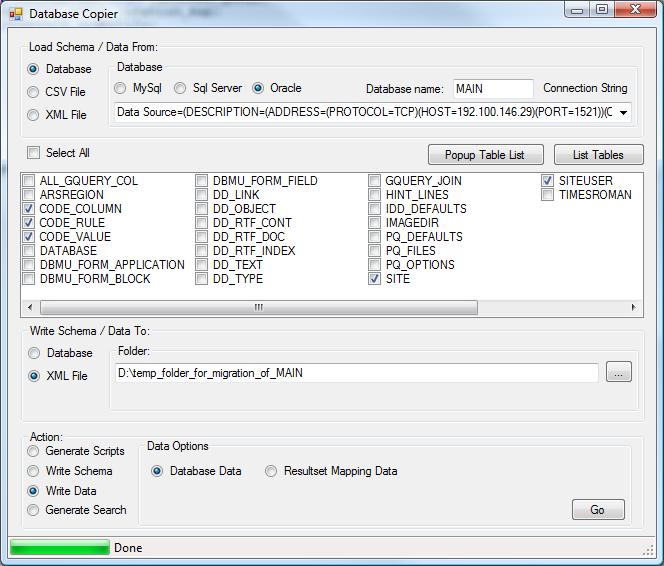 Database Copier
Load Schema / Data From:
Database
CSV File
XML File
Database
MySql Sql Server Oracle Database name: MAIN Connection String
Data Source=(DESCRIPTION=(ADDRESS=(PROTOCOL=TCP)(HOST=192.100.146.29)(PORT=1521))(C
Select All Popup Table List List Tables
ALL_GQUERY_COL DBMU_FORM_FIELD GQUERY_JOIN SITEUSER
ARSREGION DD_LINK HINT_LINES TIMESROMAN
CODE_COLUMN DD_OBJECT IDD_DEFAULTS
CODE_RULE DD_RTF_CONT IMAGEDIR
CODE_VALUE DD_RTF_DOC PQ_DEFAULTS
DATABASE DD_RTF_INDEX PQ_FILES
DBMU_FORM_APPLICATION DD_TEXT PQ_OPTIONS
DBMU_FORM_BLOCK DD_TYPE SITE
Write Schema / Data To:
Database
XML File
Folder:
D:\temp_folder_for_migration_of_MAIN ...
Action:
Generate Scripts
Write Schema
Write Data
Generate Search
Data Options
Database Data Resultset Mapping Data
Go
Done